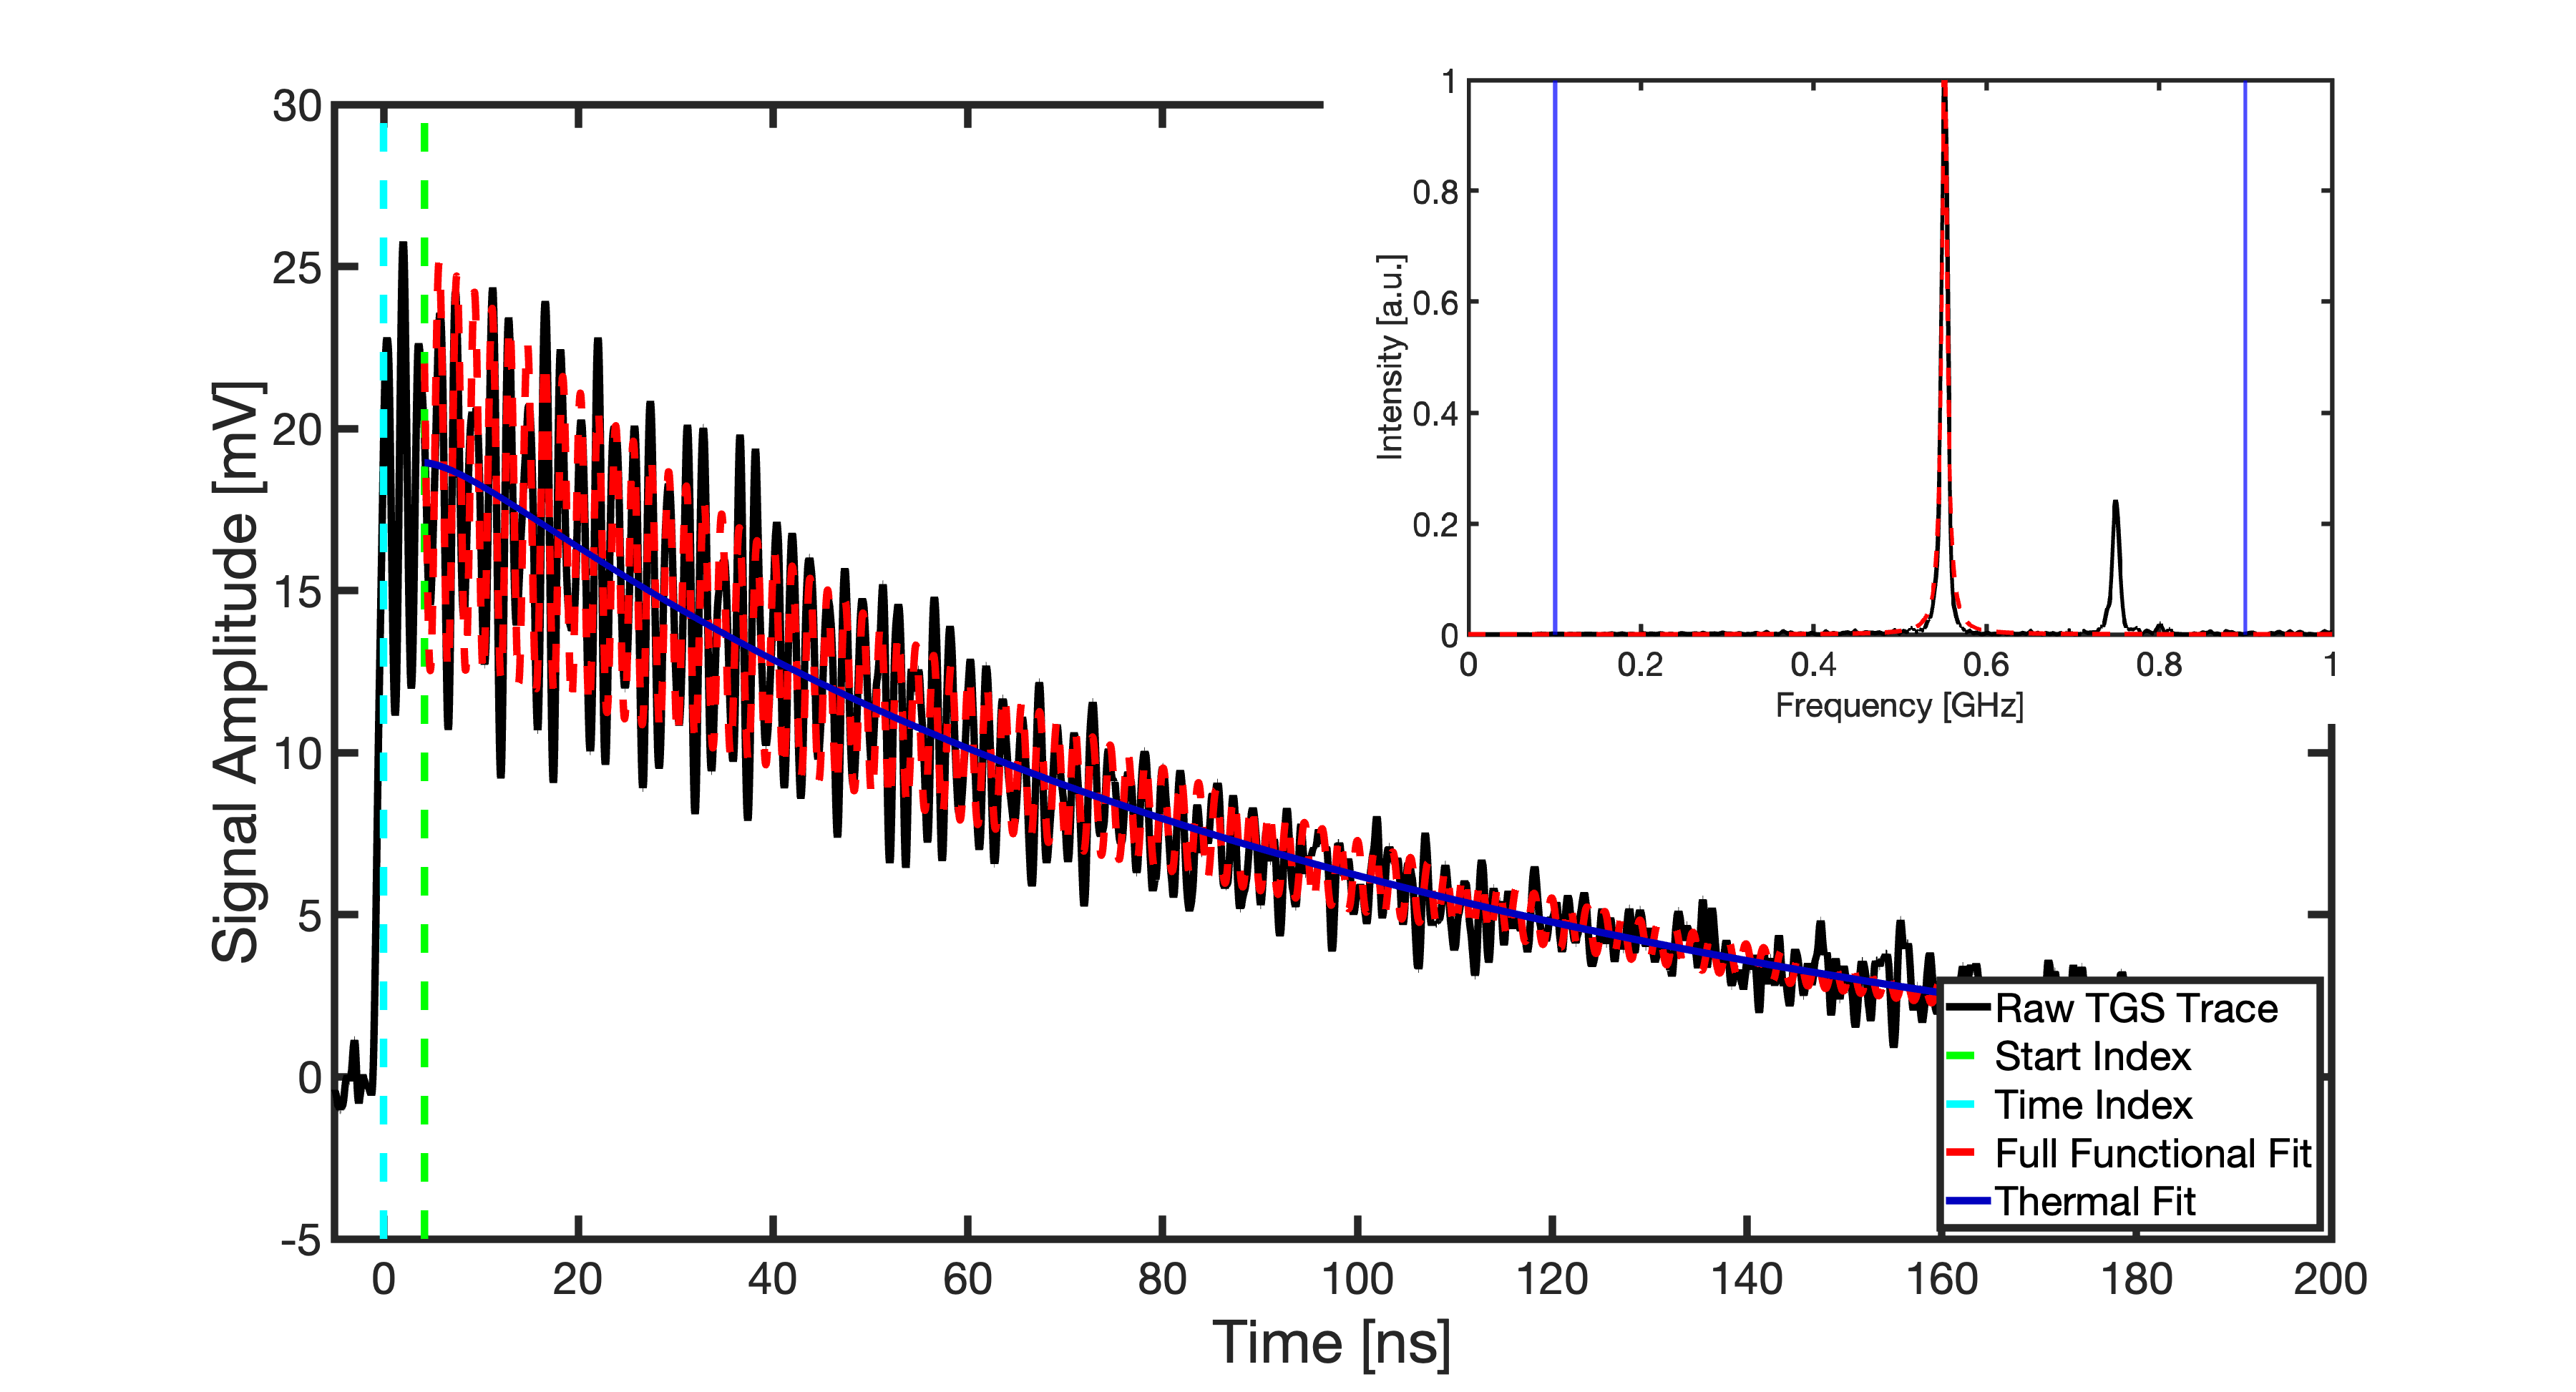 30
25
20
15
10
5
0
-5
Signal Amplitude [mV]
0 20 40 60 80 100 120 140 160 180 200
Time [ns]
1
0.8
0.6
0.4
0.2
0
Intensity [a.u.]
0 0.2 0.4 0.6 0.8 1
Frequency [GHz]
Raw TGS Trace
Start Index
Time Index
Full Functional Fit
Thermal Fit